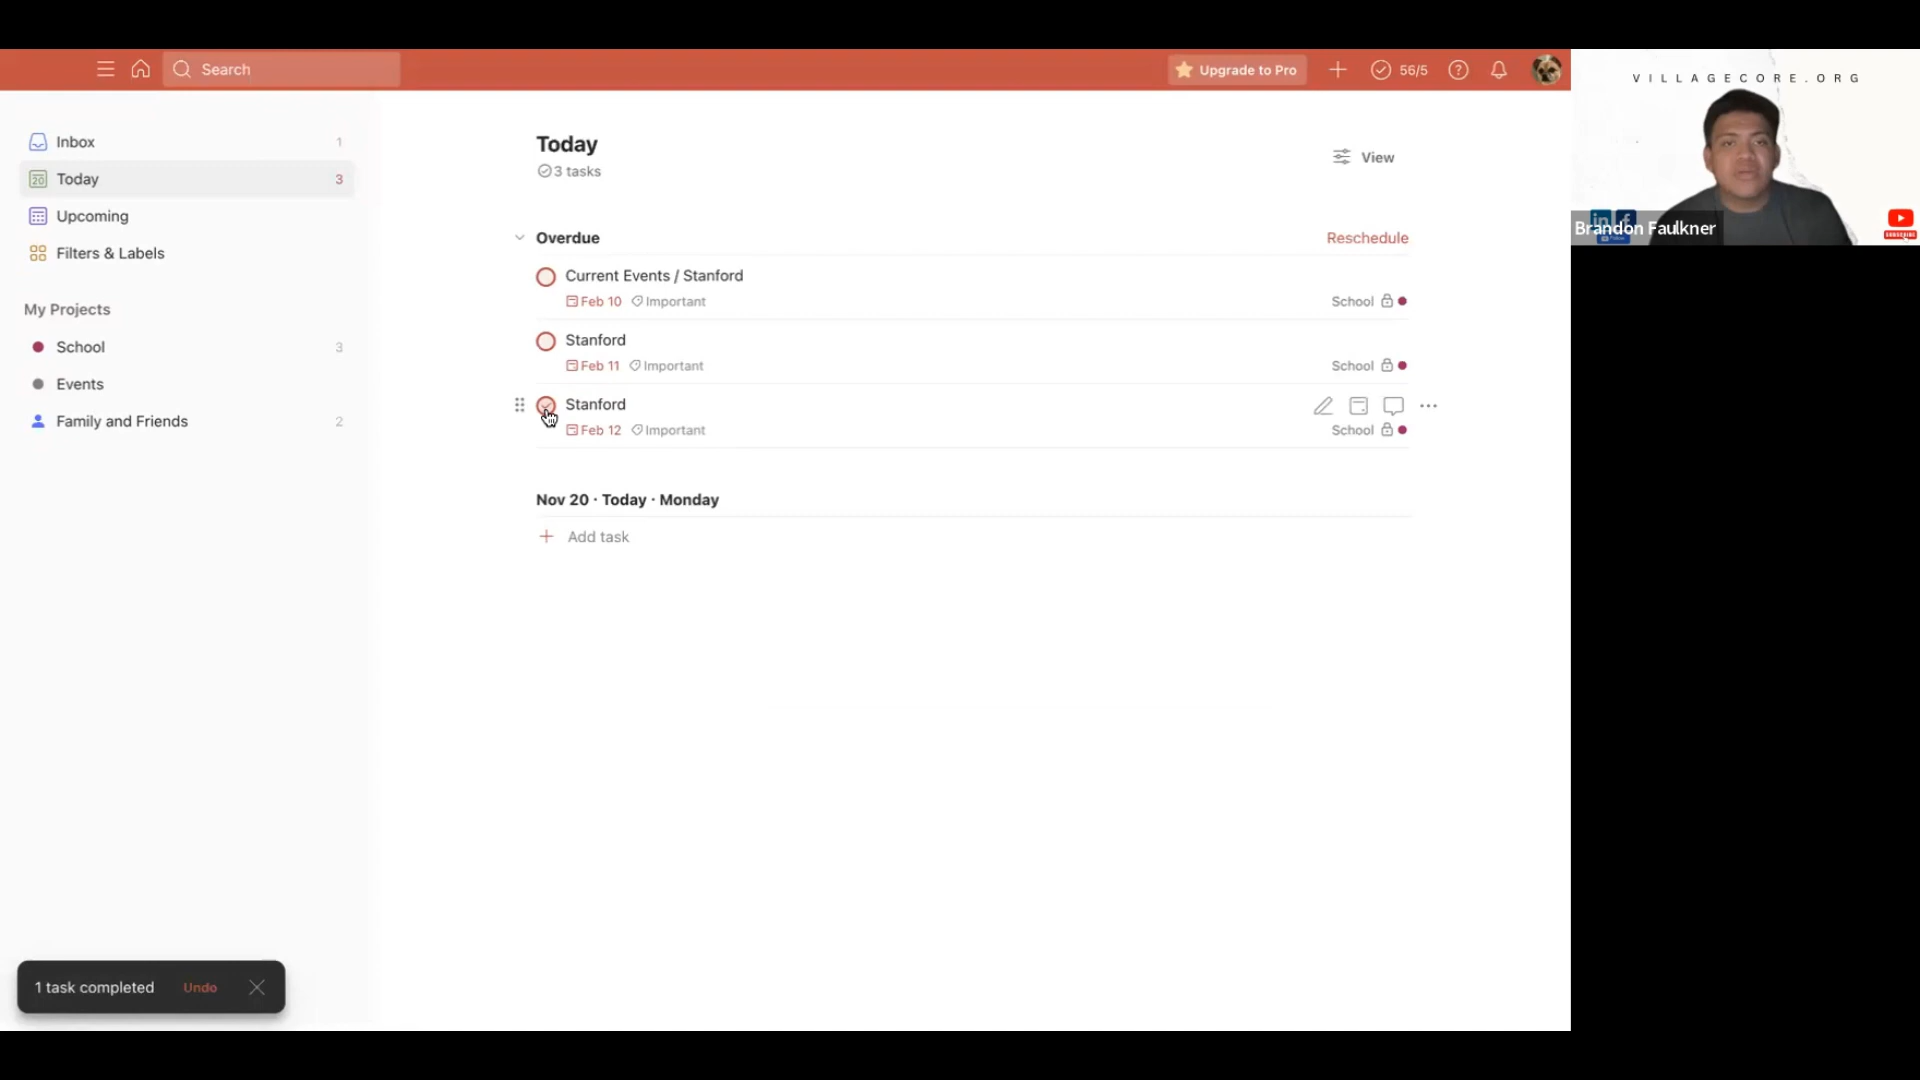 Search
Upgrade to Pro
56/5
VILLAGECORE.ORG
Inbox 1
20 Today 3
Upcoming
Filters & Labels
My Projects
School 3
Events
Family and Friends 2
Today
3 tasks
View
Overdue
Reschedule
Current Events / Stanford
Feb 10 Important School
Stanford
Feb 11 Important School
Stanford
Feb 12 Important School
Nov 20 · Today · Monday
+ Add task
1 task completed Undo
in f
Brandon Faulkner